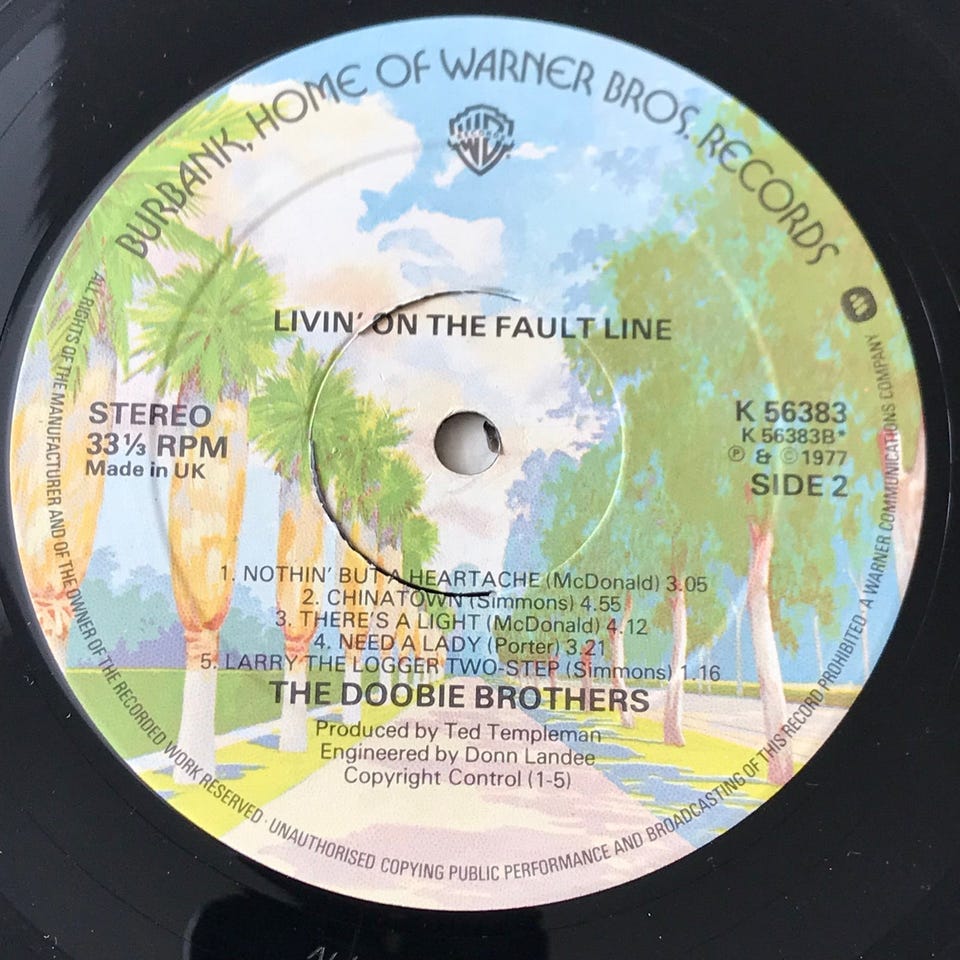 BURBANK, HOME OF WARNER BROS. RECORDS
W RECORDS
LIVIN' ON THE FAULT LINE
STEREO
33⅓ RPM
Made in UK
K 56383
K 56383B*
℗ & © 1977
SIDE 2
1. NOTHIN' BUT A HEARTACHE (McDonald) 3.05
2. CHINATOWN (Simmons) 4.55
3. THERE'S A LIGHT (McDonald) 4.12
4. NEED A LADY (Porter) 3.21
5. LARRY THE LOGGER TWO-STEP (Simmons) 1.16
THE DOOBIE BROTHERS
Produced by Ted Templeman
Engineered by Donn Landee
Copyright Control (1-5)
ALL RIGHTS OF THE MANUFACTURER AND OF THE OWNER OF THE RECORDED WORK RESERVED · UNAUTHORISED COPYING PUBLIC PERFORMANCE AND BROADCASTING OF THIS RECORD PROHIBITED · A WARNER COMMUNICATIONS COMPANY